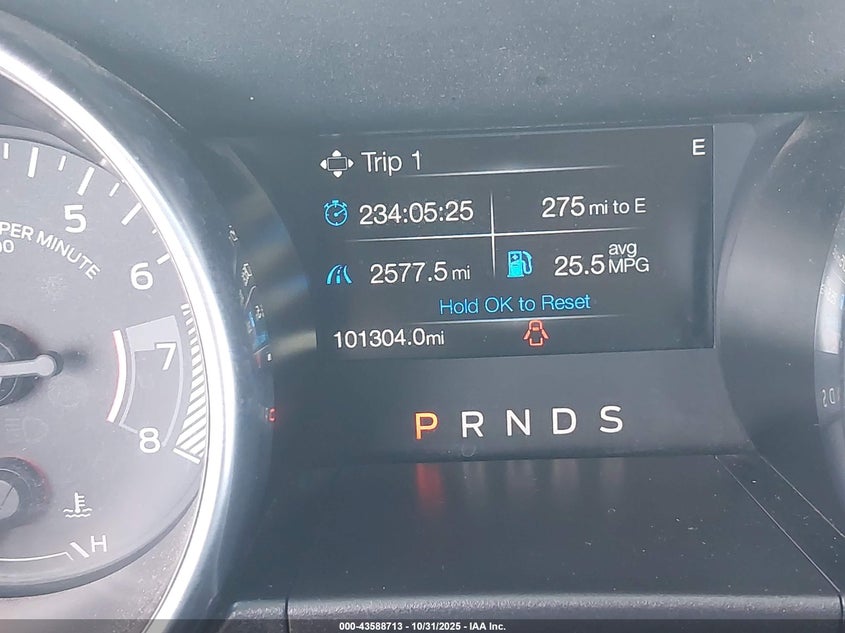 Trip 1
E
234:05:25
275 mi to E
2577.5 mi
25.5 avg MPG
Hold OK to Reset
101304.0mi
P R N D S
5
6
7
8
PER MINUTE
00
H
000-43588713 - 10/31/2025 - IAA Inc.